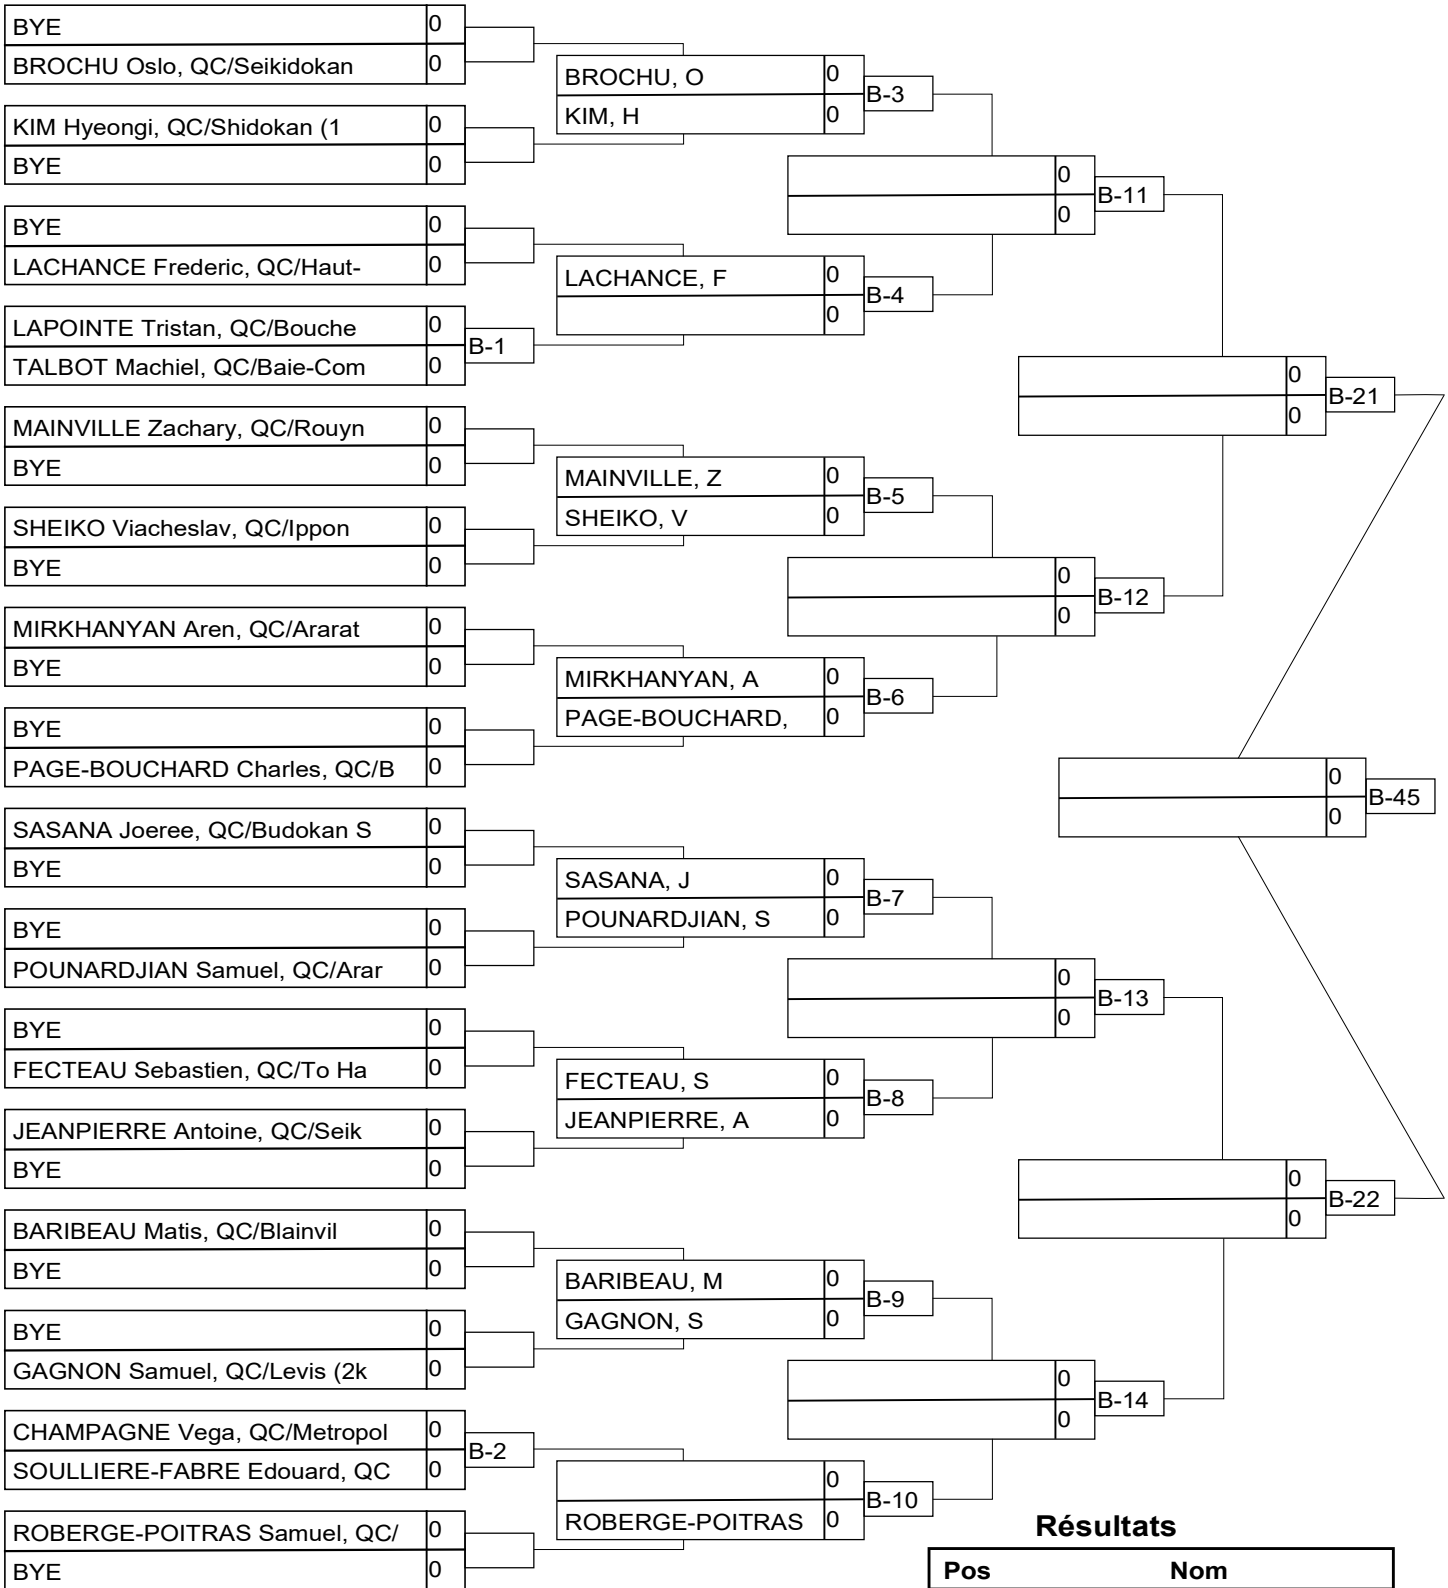 BYE 0
BROCHU Oslo, QC/Seikidokan 0
KIM Hyeongi, QC/Shidokan (1 0
BYE 0
BYE 0
LACHANCE Frederic, QC/Haut- 0
LAPOINTE Tristan, QC/Bouche 0
TALBOT Machiel, QC/Baie-Com 0
B-1
MAINVILLE Zachary, QC/Rouyn 0
BYE 0
SHEIKO Viacheslav, QC/Ippon 0
BYE 0
MIRKHANYAN Aren, QC/Ararat 0
BYE 0
BYE 0
PAGE-BOUCHARD Charles, QC/B 0
SASANA Joeree, QC/Budokan S 0
BYE 0
BYE 0
POUNARDJIAN Samuel, QC/Arar 0
BYE 0
FECTEAU Sebastien, QC/To Ha 0
JEANPIERRE Antoine, QC/Seik 0
BYE 0
BARIBEAU Matis, QC/Blainvil 0
BYE 0
BYE 0
GAGNON Samuel, QC/Levis (2k 0
CHAMPAGNE Vega, QC/Metropol 0
SOULLIERE-FABRE Edouard, QC 0
B-2
ROBERGE-POITRAS Samuel, QC/ 0
BYE 0
BROCHU, O 0
KIM, H 0
B-3
LACHANCE, F 0
0
B-4
MAINVILLE, Z 0
SHEIKO, V 0
B-5
MIRKHANYAN, A 0
PAGE-BOUCHARD, 0
B-6
SASANA, J 0
POUNARDJIAN, S 0
B-7
FECTEAU, S 0
JEANPIERRE, A 0
B-8
BARIBEAU, M 0
GAGNON, S 0
B-9
0
ROBERGE-POITRAS 0
B-10
0
0
B-11
0
0
B-12
0
0
B-13
0
0
B-14
0
0
B-21
0
0
B-22
0
0
B-45
Résultats
Pos Nom